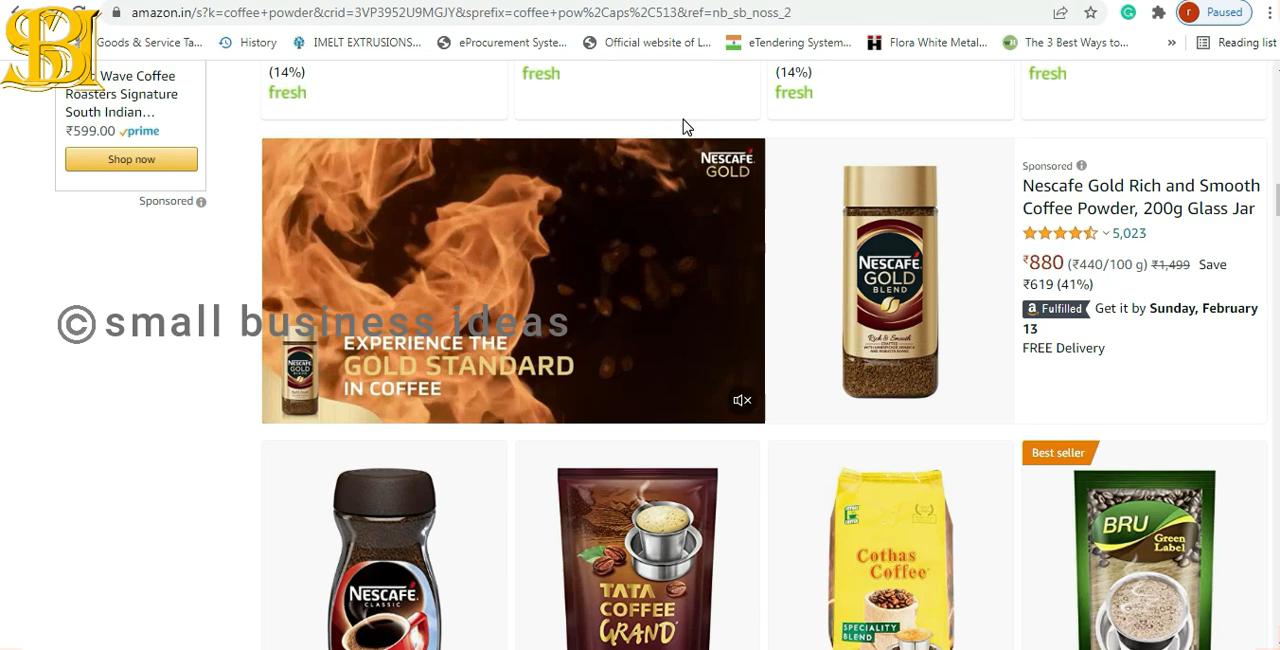 amazon.in/s?k=coffee+powder&crid=3VP3952U9MGJY&sprefix=coffee+pow%2Caps%2C513&ref=nb_sb_noss_2
r Paused
Goods & Service Ta...
History
IMELT EXTRUSIONS...
eProcurement Syste...
Official website of L...
eTendering System...
Flora White Metal...
The 3 Best Ways to...
»
Reading list
SBI
Wave Coffee
Roasters Signature
South Indian...
₹599.00 prime
Shop now
Sponsored
(14%)
fresh
fresh
(14%)
fresh
fresh
NESCAFÉ
GOLD
EXPERIENCE THE
GOLD STANDARD
IN COFFEE
© small business ideas
NESCAFÉ
GOLD
BLEND
Rich & Smooth
Sponsored
Nescafe Gold Rich and Smooth
Coffee Powder, 200g Glass Jar
5,023
₹880 (₹440/100 g) ₹1,499 Save
₹619 (41%)
a Fulfilled Get it by Sunday, February
13
FREE Delivery
NESCAFÉ
CLASSIC
TATA
COFFEE
GRAND
Cothas
Coffee
SPECIALITY
BLEND
Best seller
BRU
Green
Label